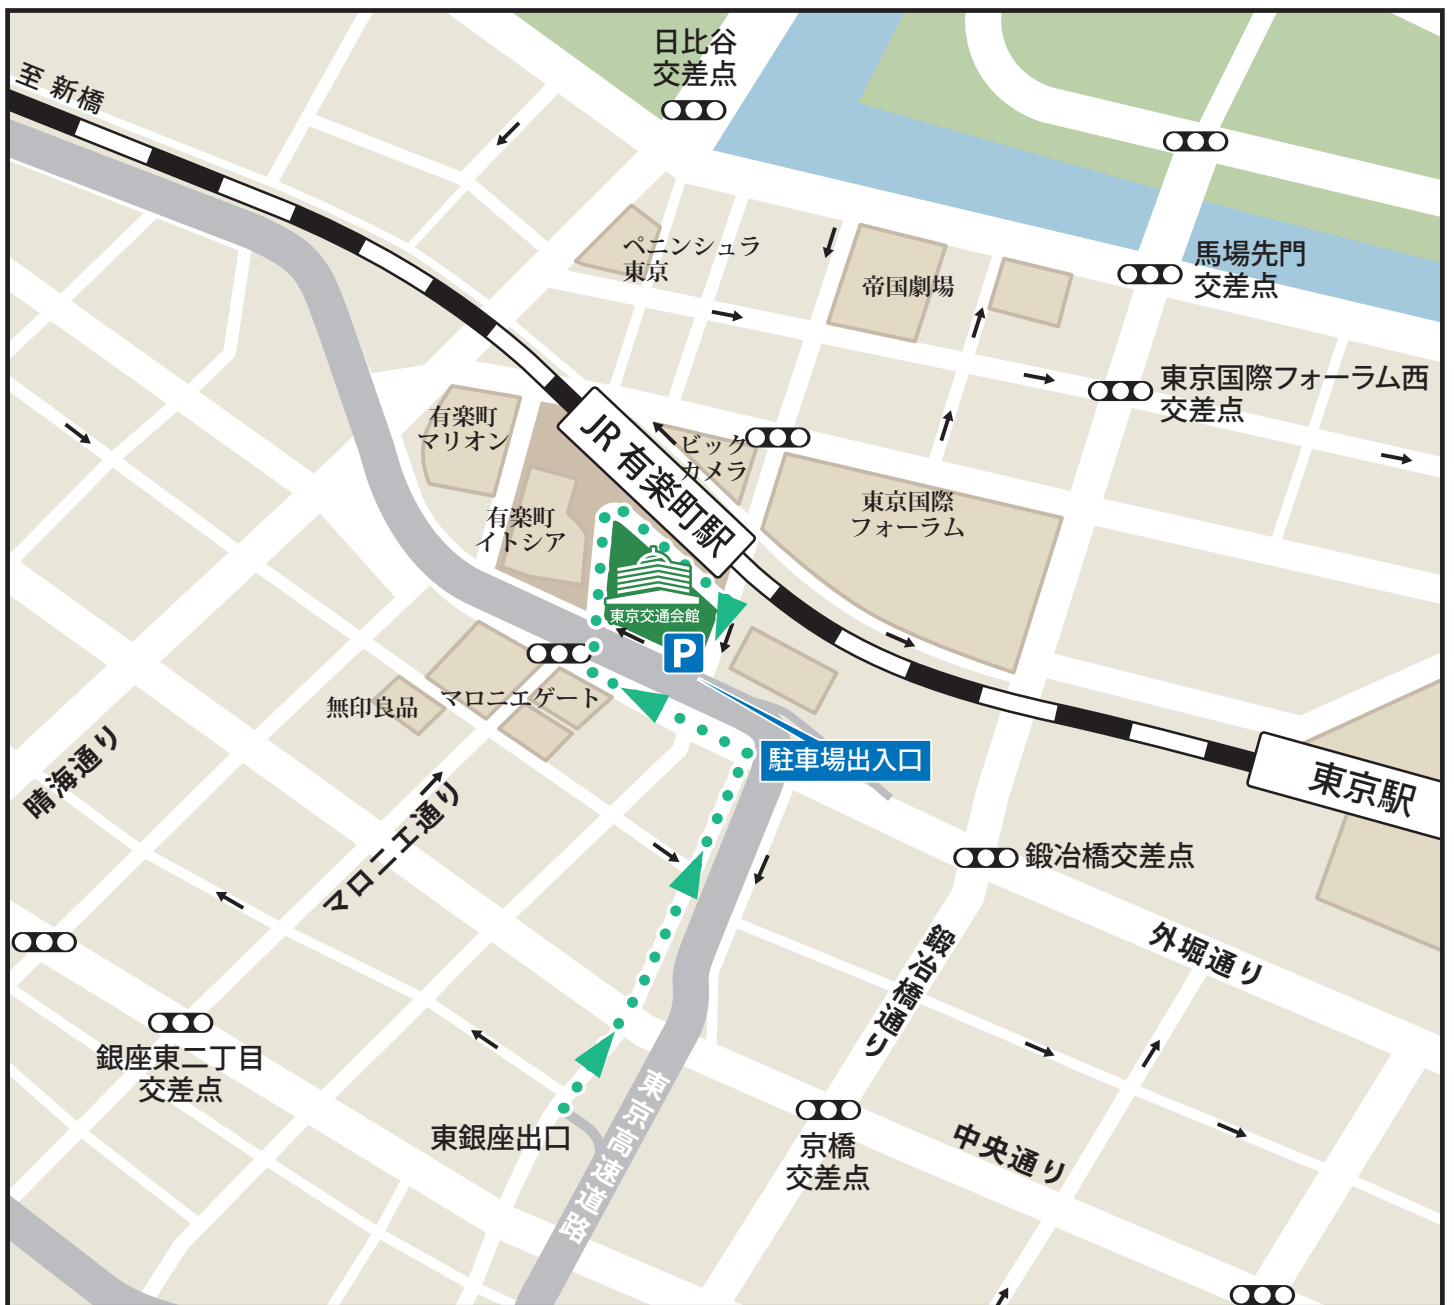 至 新橋
日比谷
交差点
馬場先門
交差点
ペニンシュラ
東京
帝国劇場
東京国際フォーラム西
交差点
有楽町
マリオン
JR 有楽町駅
ビック
カメラ
東京国際
フォーラム
有楽町
イトシア
東京交通会館
P
無印良品
マロニエゲート
駐車場出入口
東京駅
晴海通り
マロニエ通り
鍛冶橋交差点
鍛冶橋通り
外堀通り
銀座東二丁目
交差点
東銀座出口
東京高速道路
京橋
交差点
中央通り